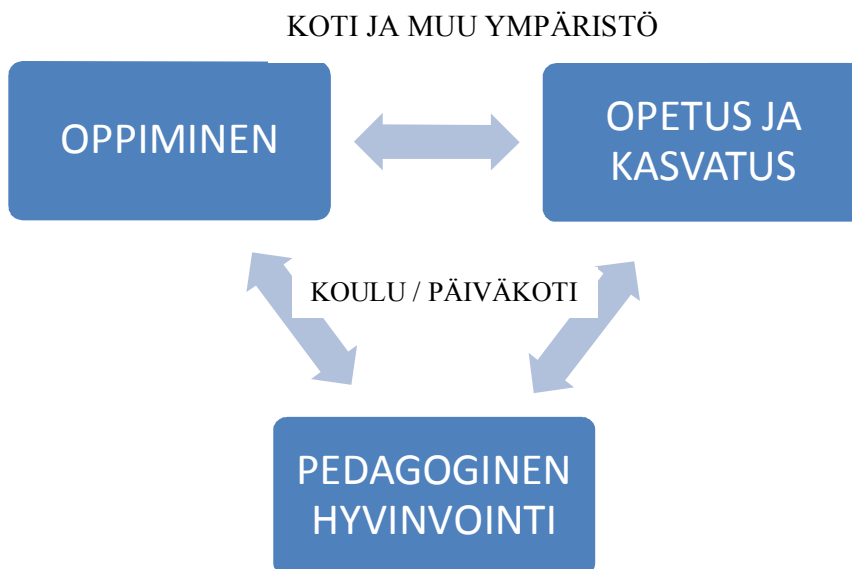 KOTI JA MUU YMPÄRISTÖ
OPPIMINEN
OPETUS JA
KASVATUS
KOULU / PÄIVÄKOTI
PEDAGOGINEN
HYVINVOINTI